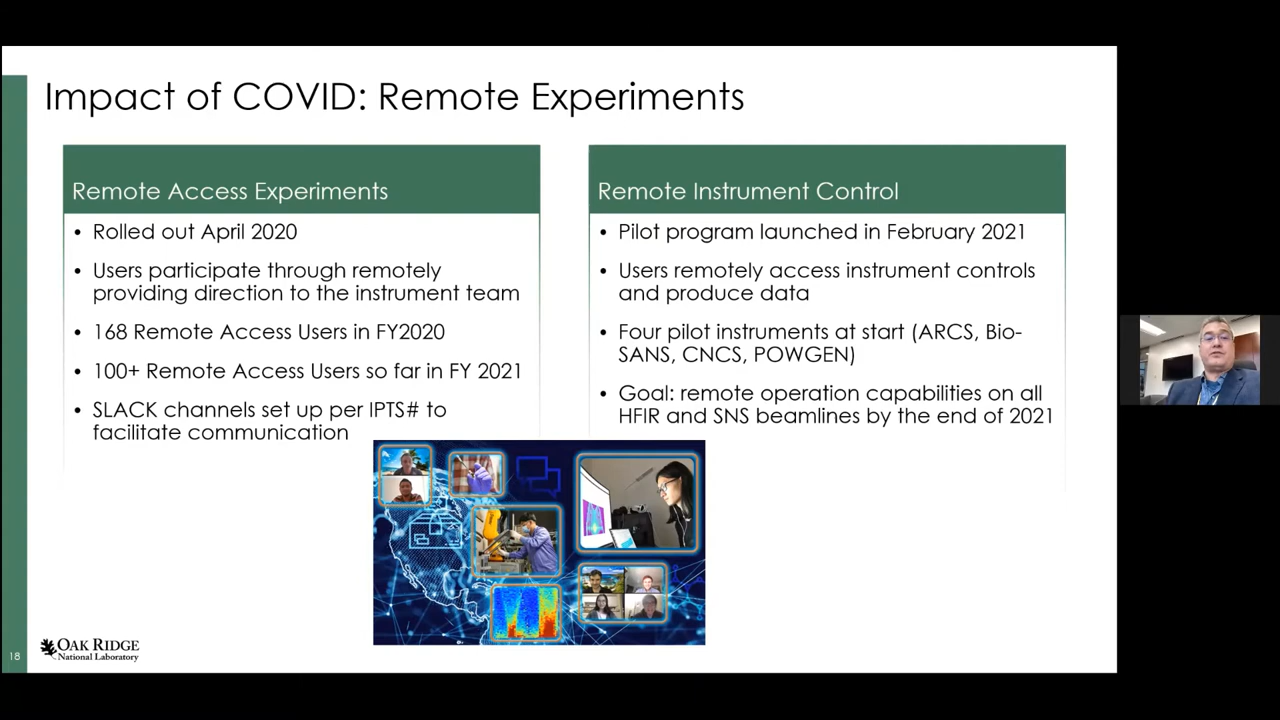 Impact of COVID: Remote Experiments
Remote Access Experiments
• Rolled out April 2020
• Users participate through remotely
providing direction to the instrument team
• 168 Remote Access Users in FY2020
• 100+ Remote Access Users so far in FY 2021
• SLACK channels set up per IPTS# to
facilitate communication
Remote Instrument Control
• Pilot program launched in February 2021
• Users remotely access instrument controls
and produce data
• Four pilot instruments at start (ARCS, Bio-
SANS, CNCS, POWGEN)
• Goal: remote operation capabilities on all
HFIR and SNS beamlines by the end of 2021
18
OAK RIDGE
National Laboratory